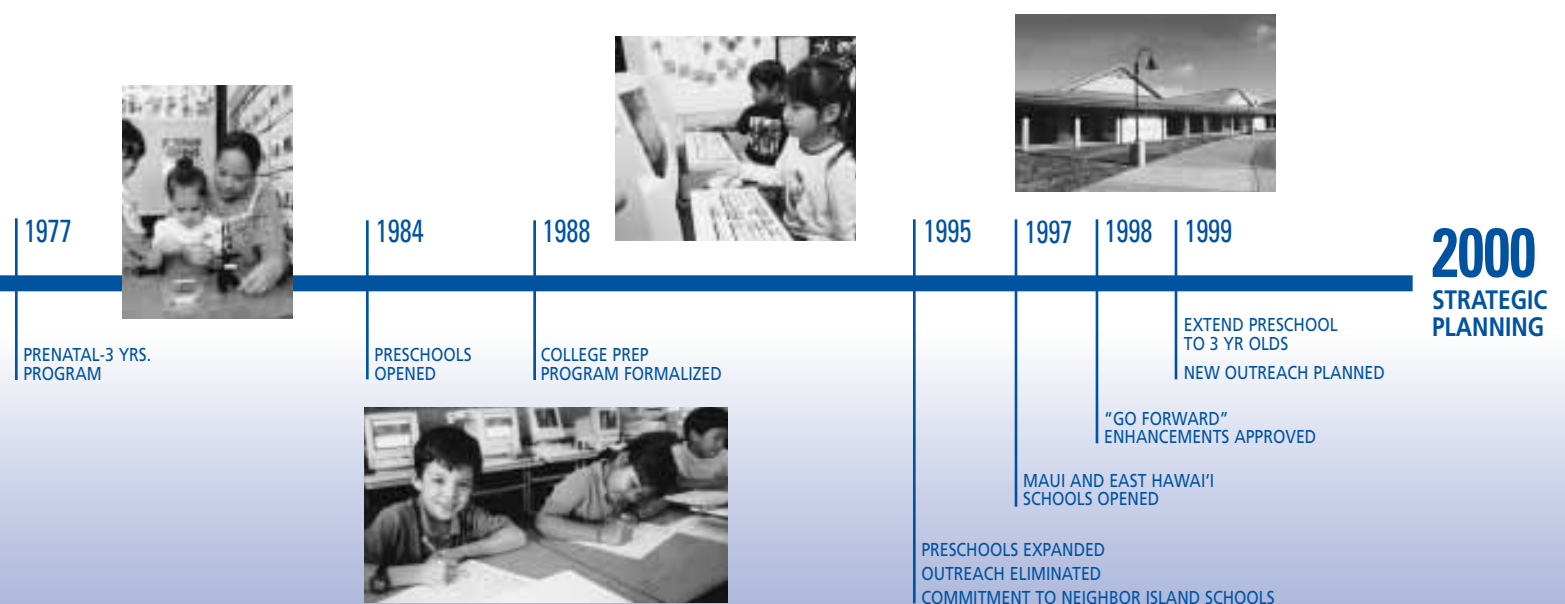 1977
PRENATAL-3 YRS.
PROGRAM
1984
PRESCHOOLS
OPENED
1988
COLLEGE PREP
PROGRAM FORMALIZED
1995
PRESCHOOLS EXPANDED
OUTREACH ELIMINATED
COMMITMENT TO NEIGHBOR ISLAND SCHOOLS
1997
MAUI AND EAST HAWAI'I
SCHOOLS OPENED
1998
“GO FORWARD”
ENHANCEMENTS APPROVED
1999
EXTEND PRESCHOOL
TO 3 YR OLDS
NEW OUTREACH PLANNED
2000
STRATEGIC
PLANNING